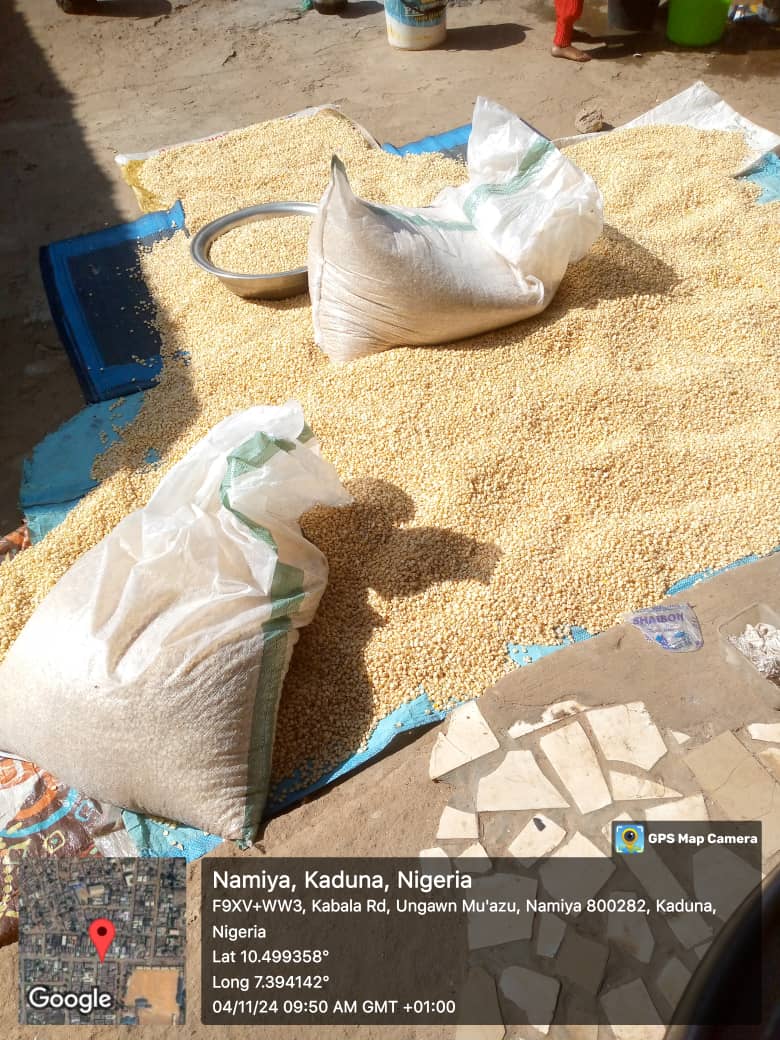 SHAIBOH
GPS Map Camera
Namiya, Kaduna, Nigeria
F9XV+WW3, Kabala Rd, Ungawn Mu'azu, Namiya 800282, Kaduna,
Nigeria
Lat 10.499358°
Long 7.394142°
04/11/24 09:50 AM GMT +01:00
Google